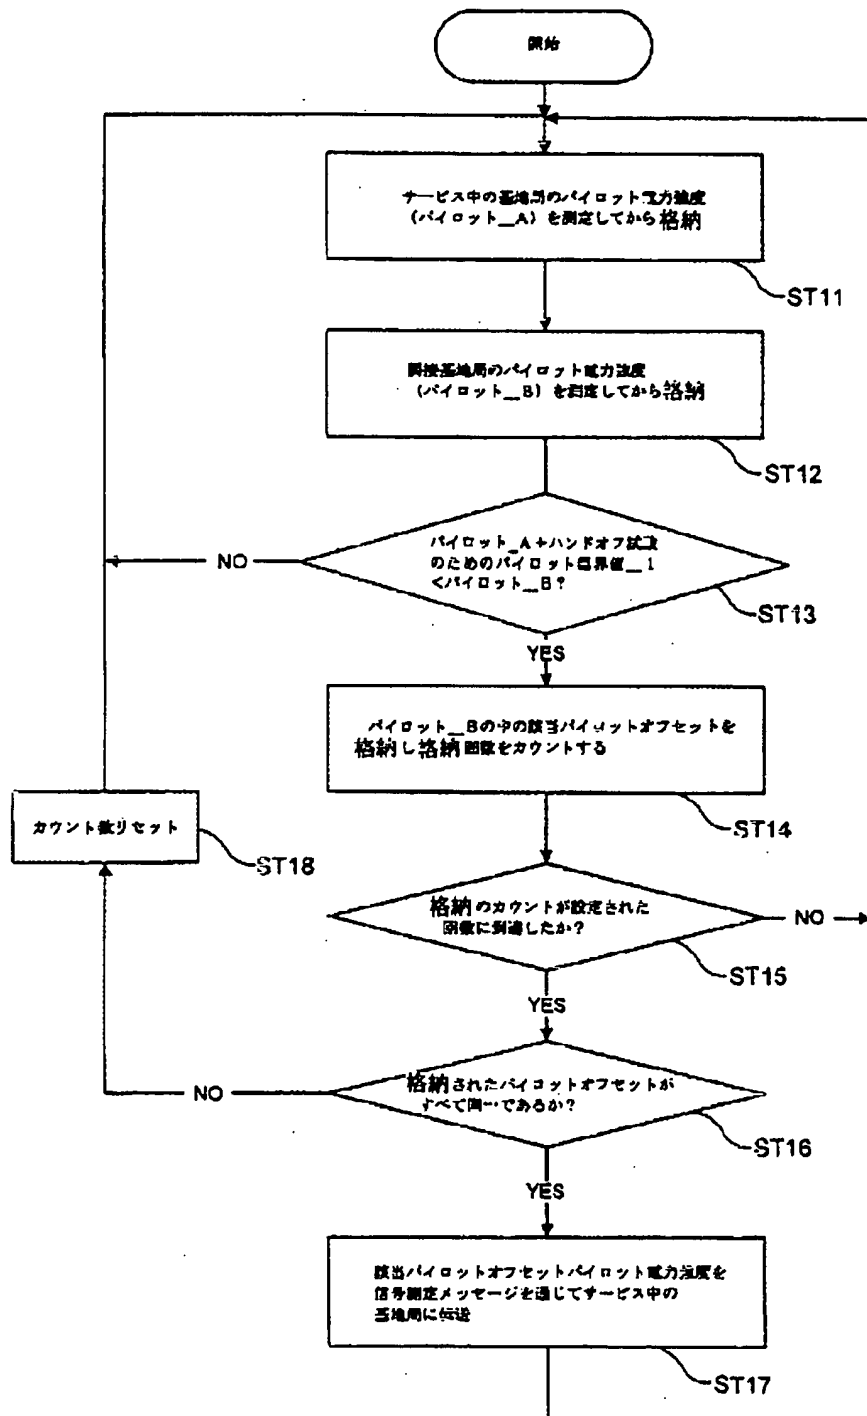 開始
サービス中の基地局のパイロット電力強度
(パイロット__A)を測定してから格納
ST11
隣接基地局のパイロット電力強度
(パイロット__B)を測定してから格納
ST12
パイロット__A+ハンドオフ試験
のためのパイロット臨界値__1
<パイロット__B?
NO
ST13
YES
パイロット__Bの中の該当パイロットオフセットを
格納し格納回数をカウントする
ST14
カウント数リセット
ST18
格納のカウントが設定された
回数に到達したか?
NO
ST15
YES
格納されたパイロットオフセットが
すべて同一であるか?
NO
ST16
YES
該当パイロットオフセットパイロット電力強度を
信号測定メッセージを通じてサービス中の
基地局に伝送
ST17